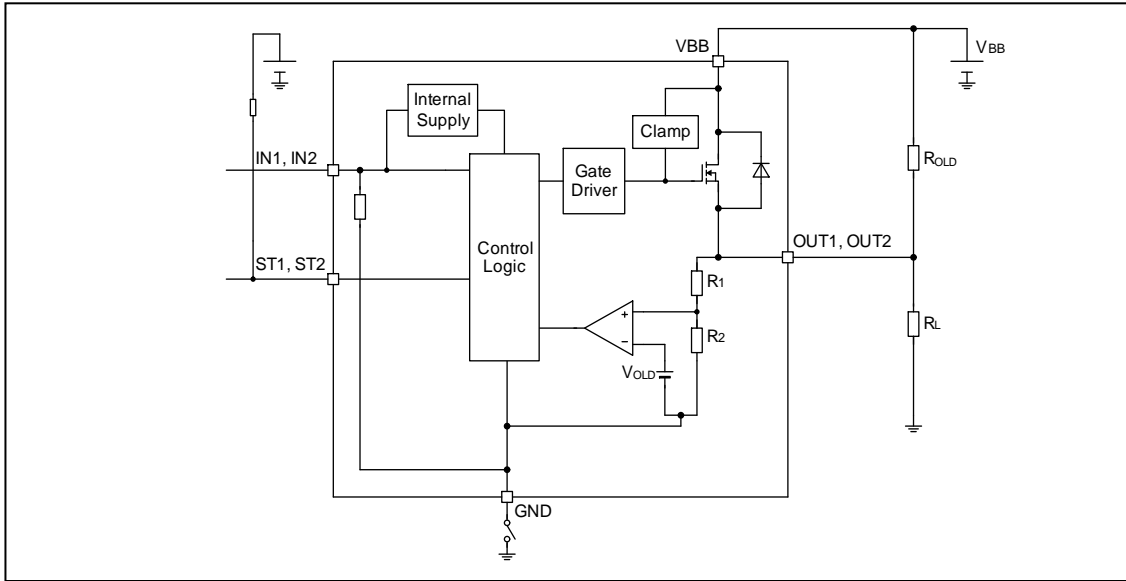 VBB
VBB
Internal
Supply
Clamp
IN1, IN2
Gate
Driver
ROLD
Control
Logic
OUT1, OUT2
ST1, ST2
R1
+
R2
−
RL
VOLD
GND